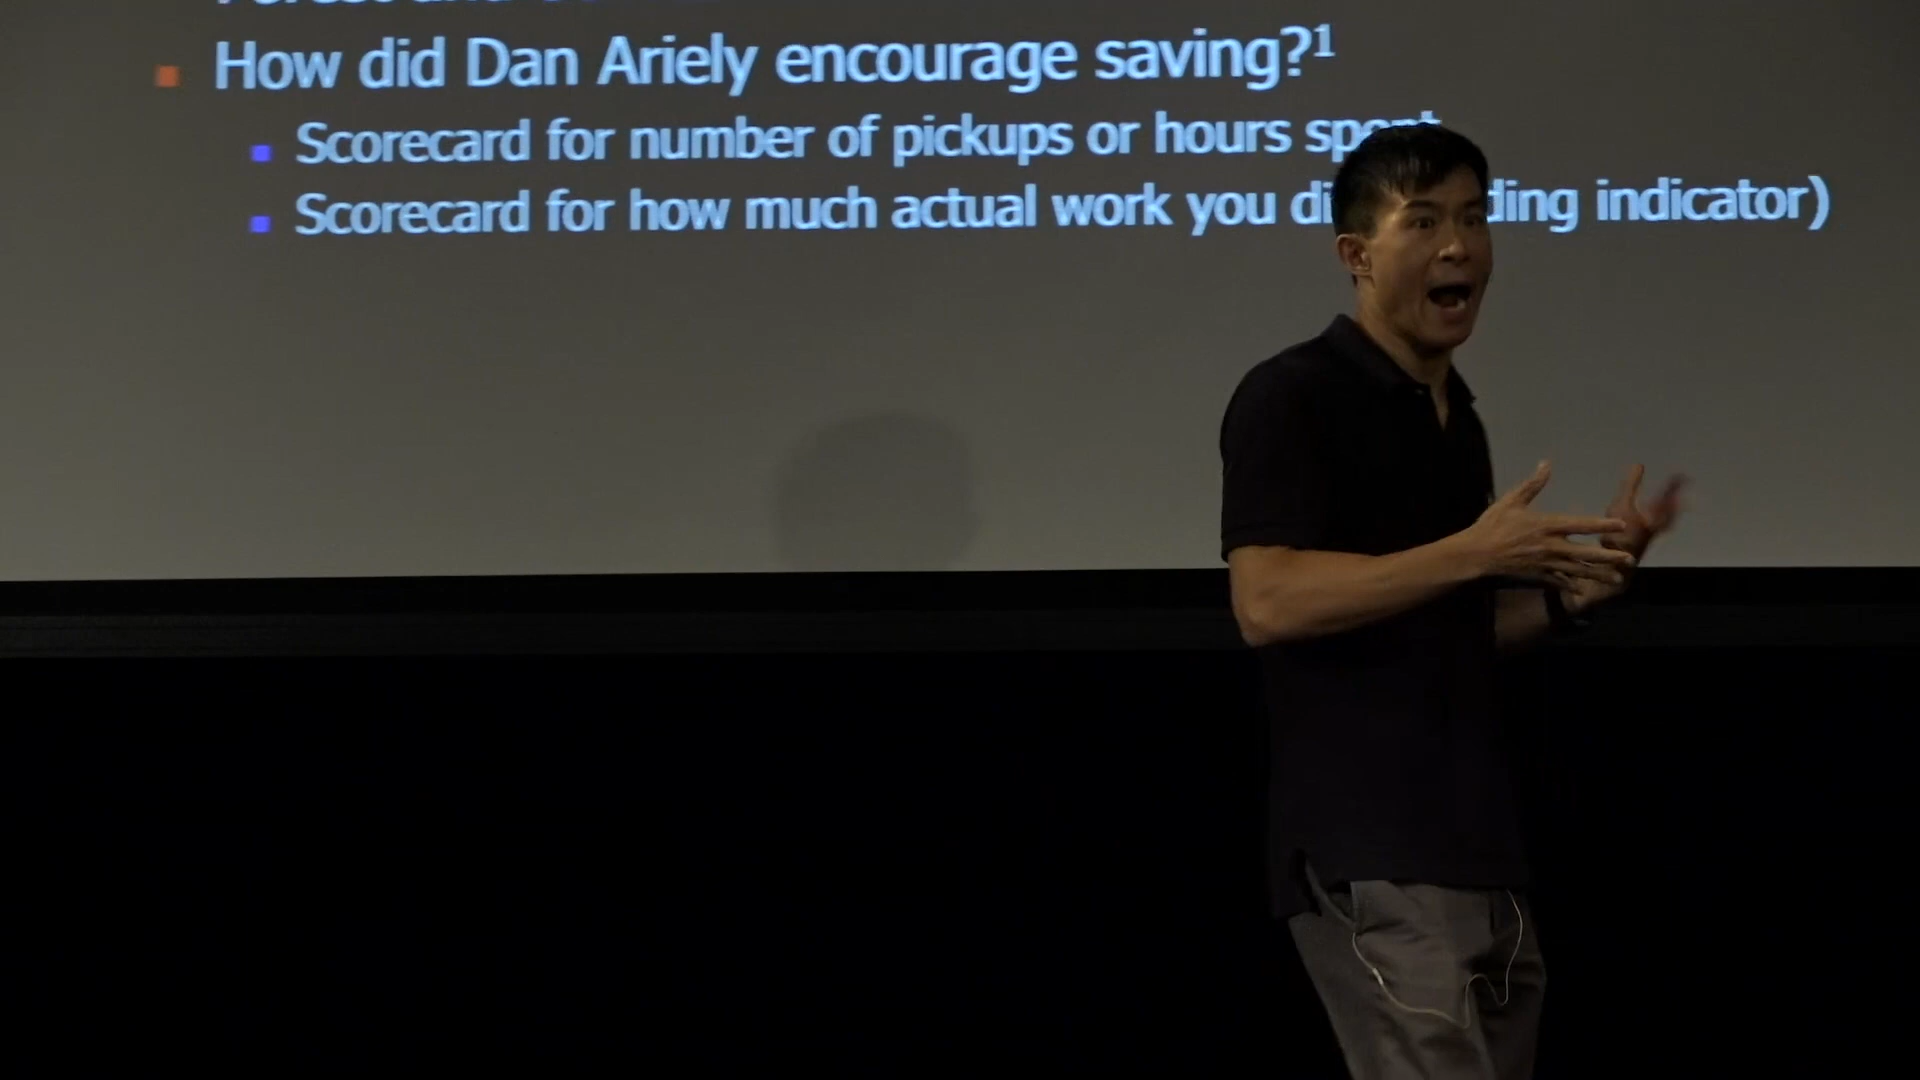 How did Dan Ariely encourage saving?¹
Scorecard for number of pickups or hours spent
Scorecard for how much actual work you indicator)